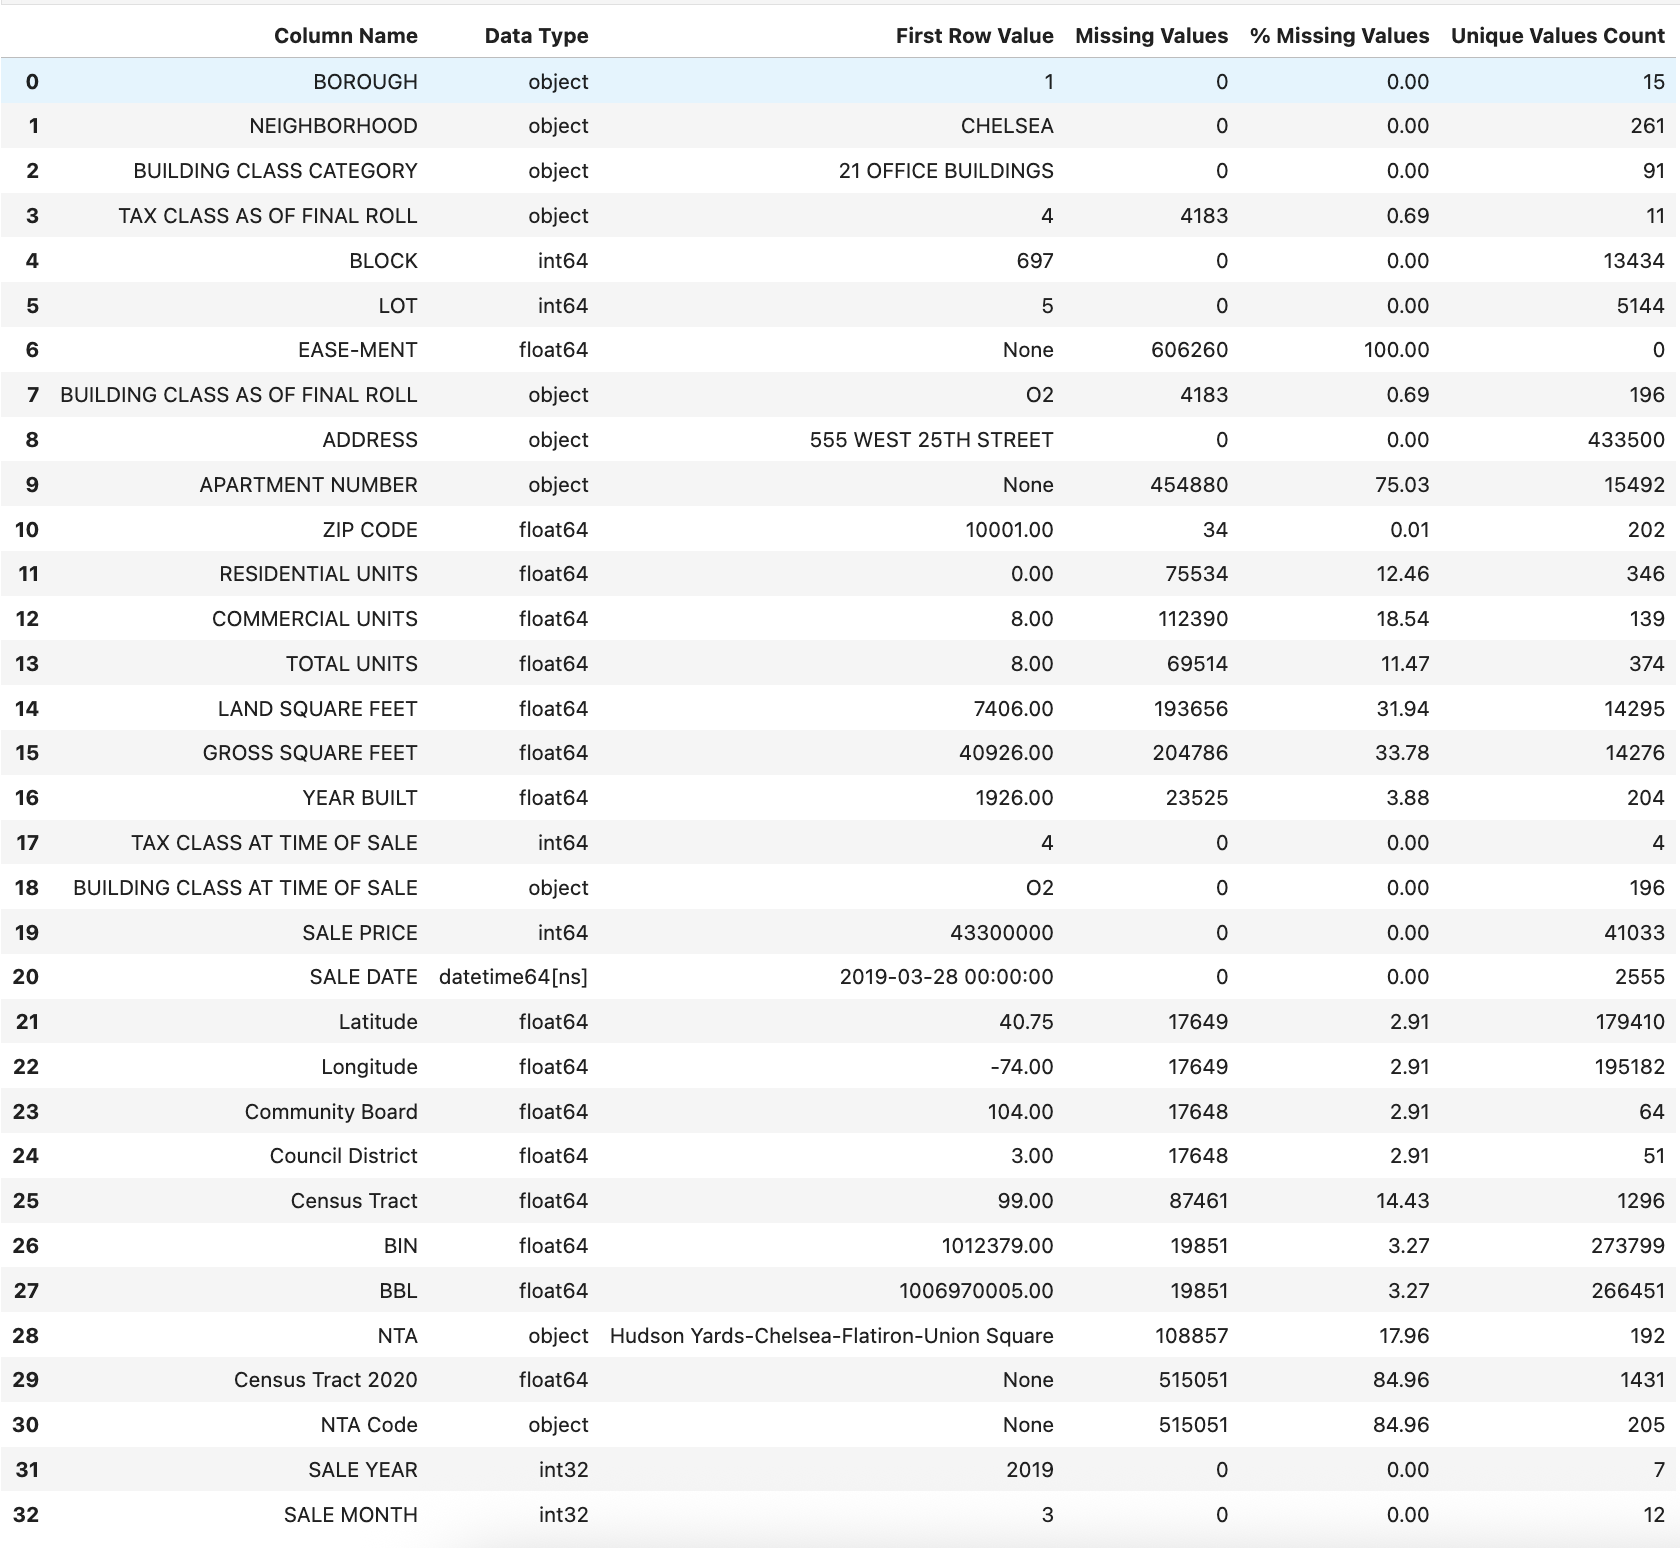 Column Name Data Type First Row Value Missing Values % Missing Values Unique Values Count
0 BOROUGH object 1 0 0.00 15
1 NEIGHBORHOOD object CHELSEA 0 0.00 261
2 BUILDING CLASS CATEGORY object 21 OFFICE BUILDINGS 0 0.00 91
3 TAX CLASS AS OF FINAL ROLL object 4 4183 0.69 11
4 BLOCK int64 697 0 0.00 13434
5 LOT int64 5 0 0.00 5144
6 EASE-MENT float64 None 606260 100.00 0
7 BUILDING CLASS AS OF FINAL ROLL object O2 4183 0.69 196
8 ADDRESS object 555 WEST 25TH STREET 0 0.00 433500
9 APARTMENT NUMBER object None 454880 75.03 15492
10 ZIP CODE float64 10001.00 34 0.01 202
11 RESIDENTIAL UNITS float64 0.00 75534 12.46 346
12 COMMERCIAL UNITS float64 8.00 112390 18.54 139
13 TOTAL UNITS float64 8.00 69514 11.47 374
14 LAND SQUARE FEET float64 7406.00 193656 31.94 14295
15 GROSS SQUARE FEET float64 40926.00 204786 33.78 14276
16 YEAR BUILT float64 1926.00 23525 3.88 204
17 TAX CLASS AT TIME OF SALE int64 4 0 0.00 4
18 BUILDING CLASS AT TIME OF SALE object O2 0 0.00 196
19 SALE PRICE int64 43300000 0 0.00 41033
20 SALE DATE datetime64[ns] 2019-03-28 00:00:00 0 0.00 2555
21 Latitude float64 40.75 17649 2.91 179410
22 Longitude float64 -74.00 17649 2.91 195182
23 Community Board float64 104.00 17648 2.91 64
24 Council District float64 3.00 17648 2.91 51
25 Census Tract float64 99.00 87461 14.43 1296
26 BIN float64 1012379.00 19851 3.27 273799
27 BBL float64 1006970005.00 19851 3.27 266451
28 NTA object Hudson Yards-Chelsea-Flatiron-Union Square 108857 17.96 192
29 Census Tract 2020 float64 None 515051 84.96 1431
30 NTA Code object None 515051 84.96 205
31 SALE YEAR int32 2019 0 0.00 7
32 SALE MONTH int32 3 0 0.00 12